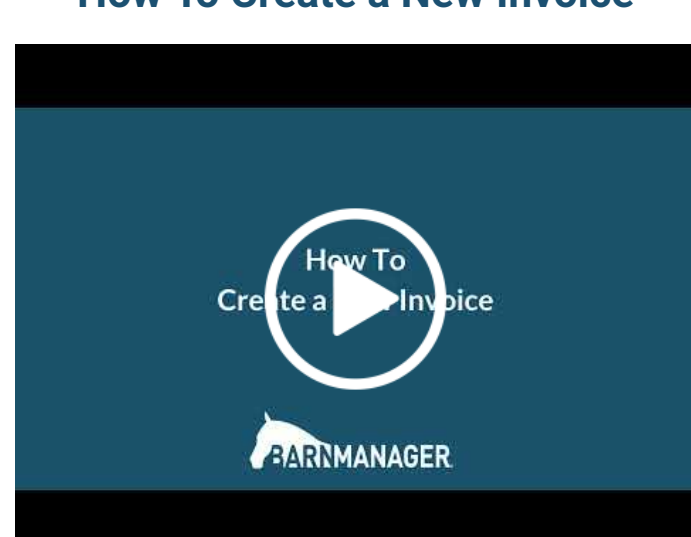 How To Create a New Invoice
How To
Create a Invoice
BARNMANAGER